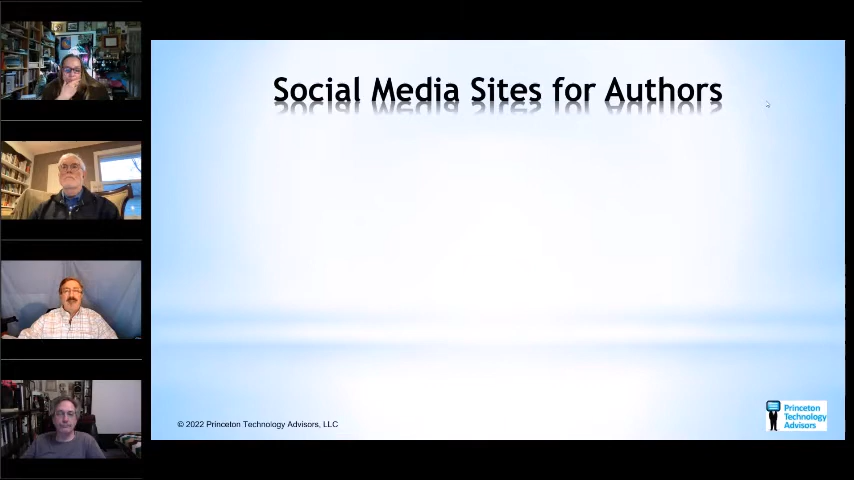 Social Media Sites for Authors
© 2022 Princeton Technology Advisors, LLC
Princeton
Technology
Advisors